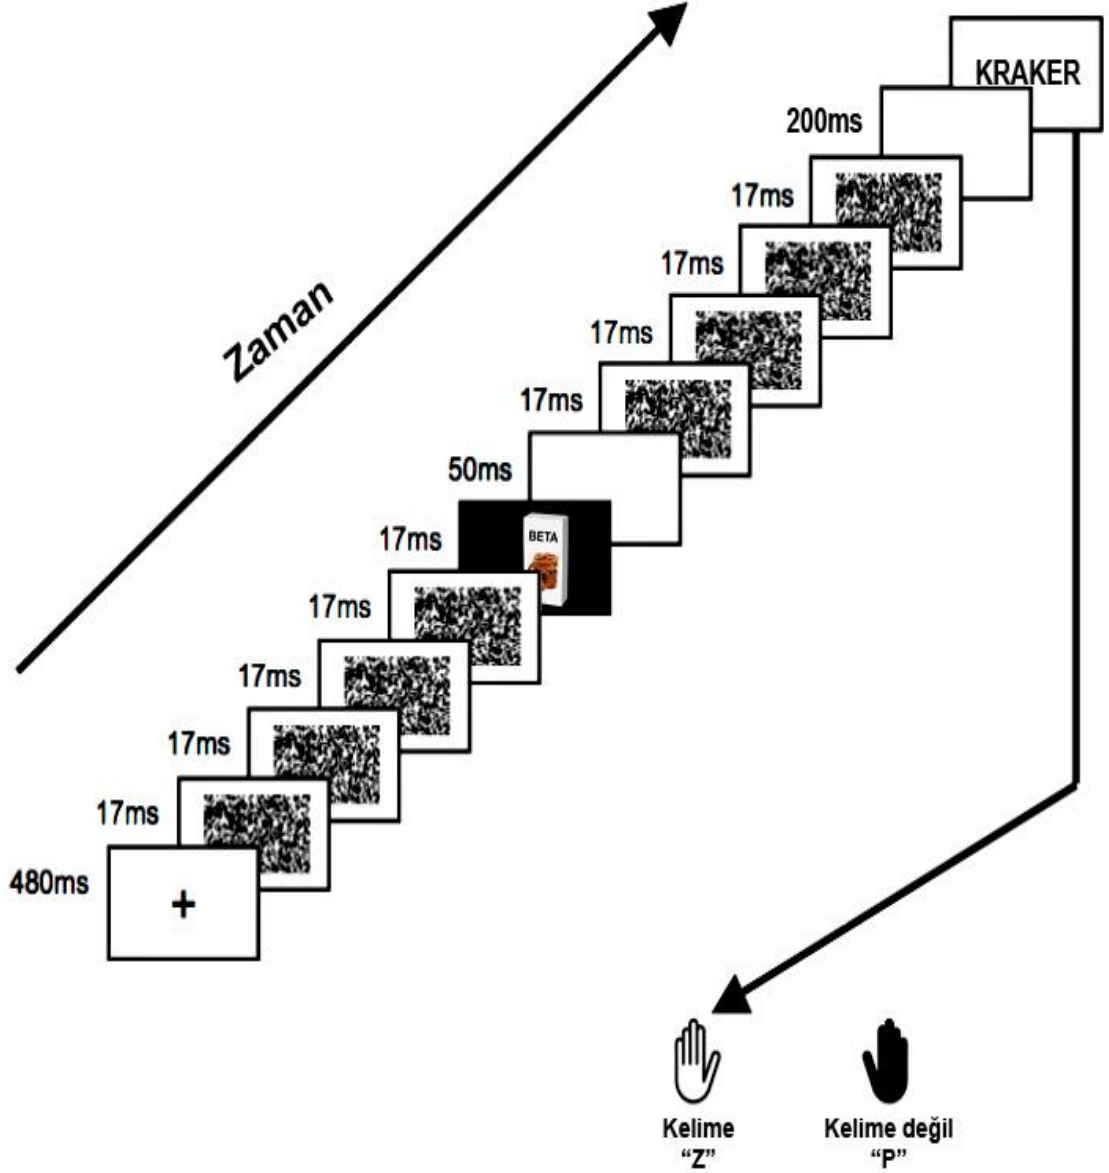 KRAKER
200ms
17ms
17ms
17ms
17ms
50ms
BETA
17ms
17ms
17ms
17ms
17ms
480ms
+
Zaman
Kelime
“Z”
Kelime değil
“P”